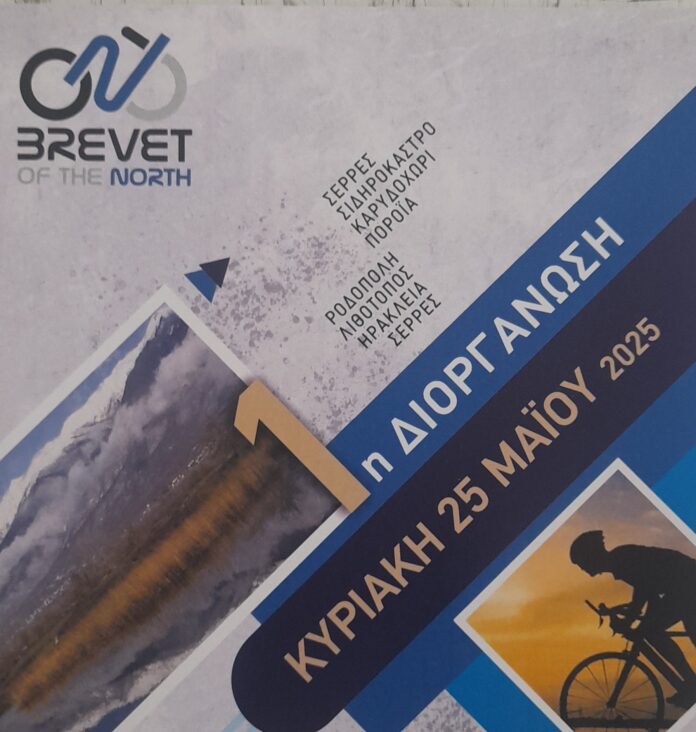 BREVET
OF THE NORTH
ΣΕΡΡΕΣ
ΣΙΔΗΡΟΚΑΣΤΡΟ
ΚΑΡΥΔΟΧΩΡΙ
ΠΟΡΟΪΑ
ΡΟΔΟΠΟΛΗ
ΛΙΘΟΤΟΠΟΣ
ΗΡΑΚΛΕΙΑ
ΣΕΡΡΕΣ
1η ΔΙΟΡΓΑΝΩΣΗ
ΚΥΡΙΑΚΗ 25 ΜΑΪΟΥ 2025